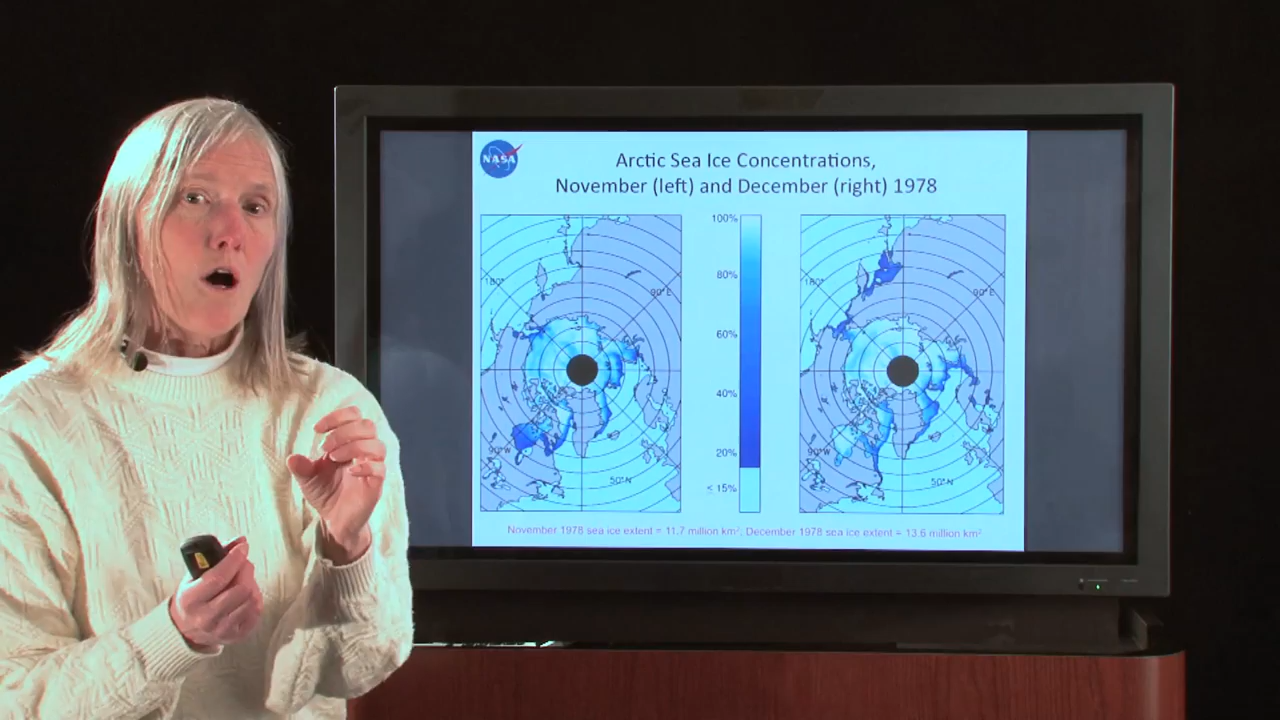 NASA
Arctic Sea Ice Concentrations,
November (left) and December (right) 1978
180°
90°E
90°W
50°N
100%
80%
60%
40%
20%
< 15%
180°
90°E
90°W
50°N
November 1978 sea ice extent = 11.7 million km², December 1978 sea ice extent = 13.6 million km²